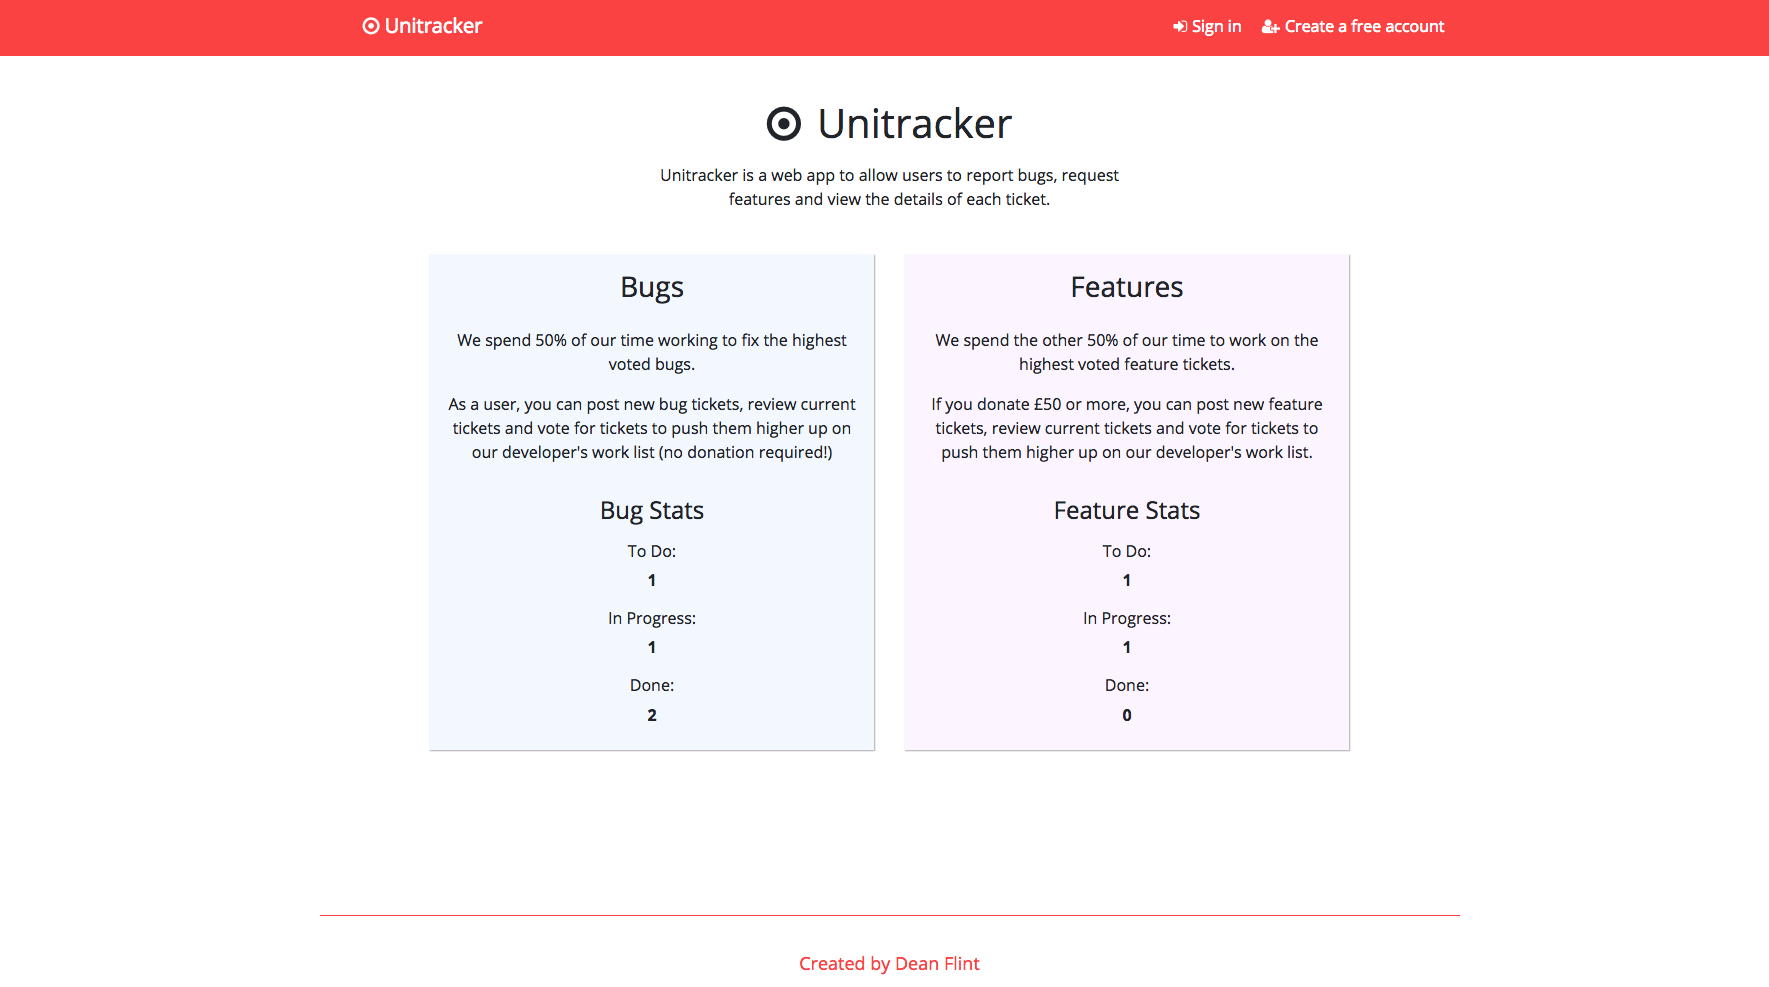 Unitracker
Sign in
Create a free account
Unitracker
Unitracker is a web app to allow users to report bugs, request
features and view the details of each ticket.
Bugs
We spend 50% of our time working to fix the highest
voted bugs.
As a user, you can post new bug tickets, review current
tickets and vote for tickets to push them higher up on
our developer's work list (no donation required!)
Bug Stats
To Do:
1
In Progress:
1
Done:
2
Features
We spend the other 50% of our time to work on the
highest voted feature tickets.
If you donate £50 or more, you can post new feature
tickets, review current tickets and vote for tickets to
push them higher up on our developer's work list.
Feature Stats
To Do:
1
In Progress:
1
Done:
0
Created by Dean Flint